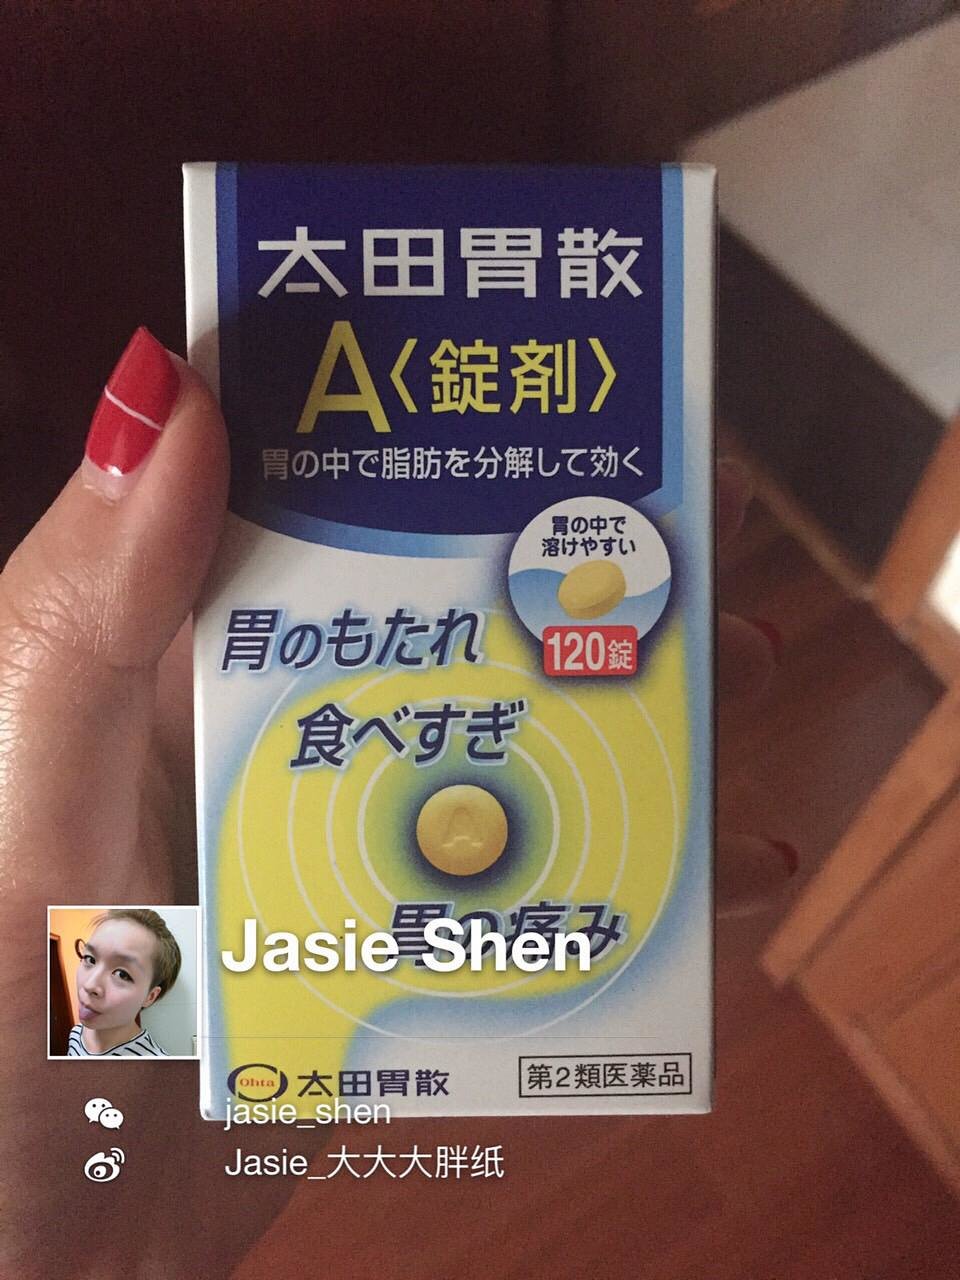 太田胃散
A〈錠剤〉
胃の中で脂肪を分解して効く
胃の中で
溶けやすい
120錠
胃のもたれ
食べすぎ
胃の痛み
Jasie Shen
Ohta 太田胃散
第2類医薬品
jasie_shen
Jasie_大大大胖纸